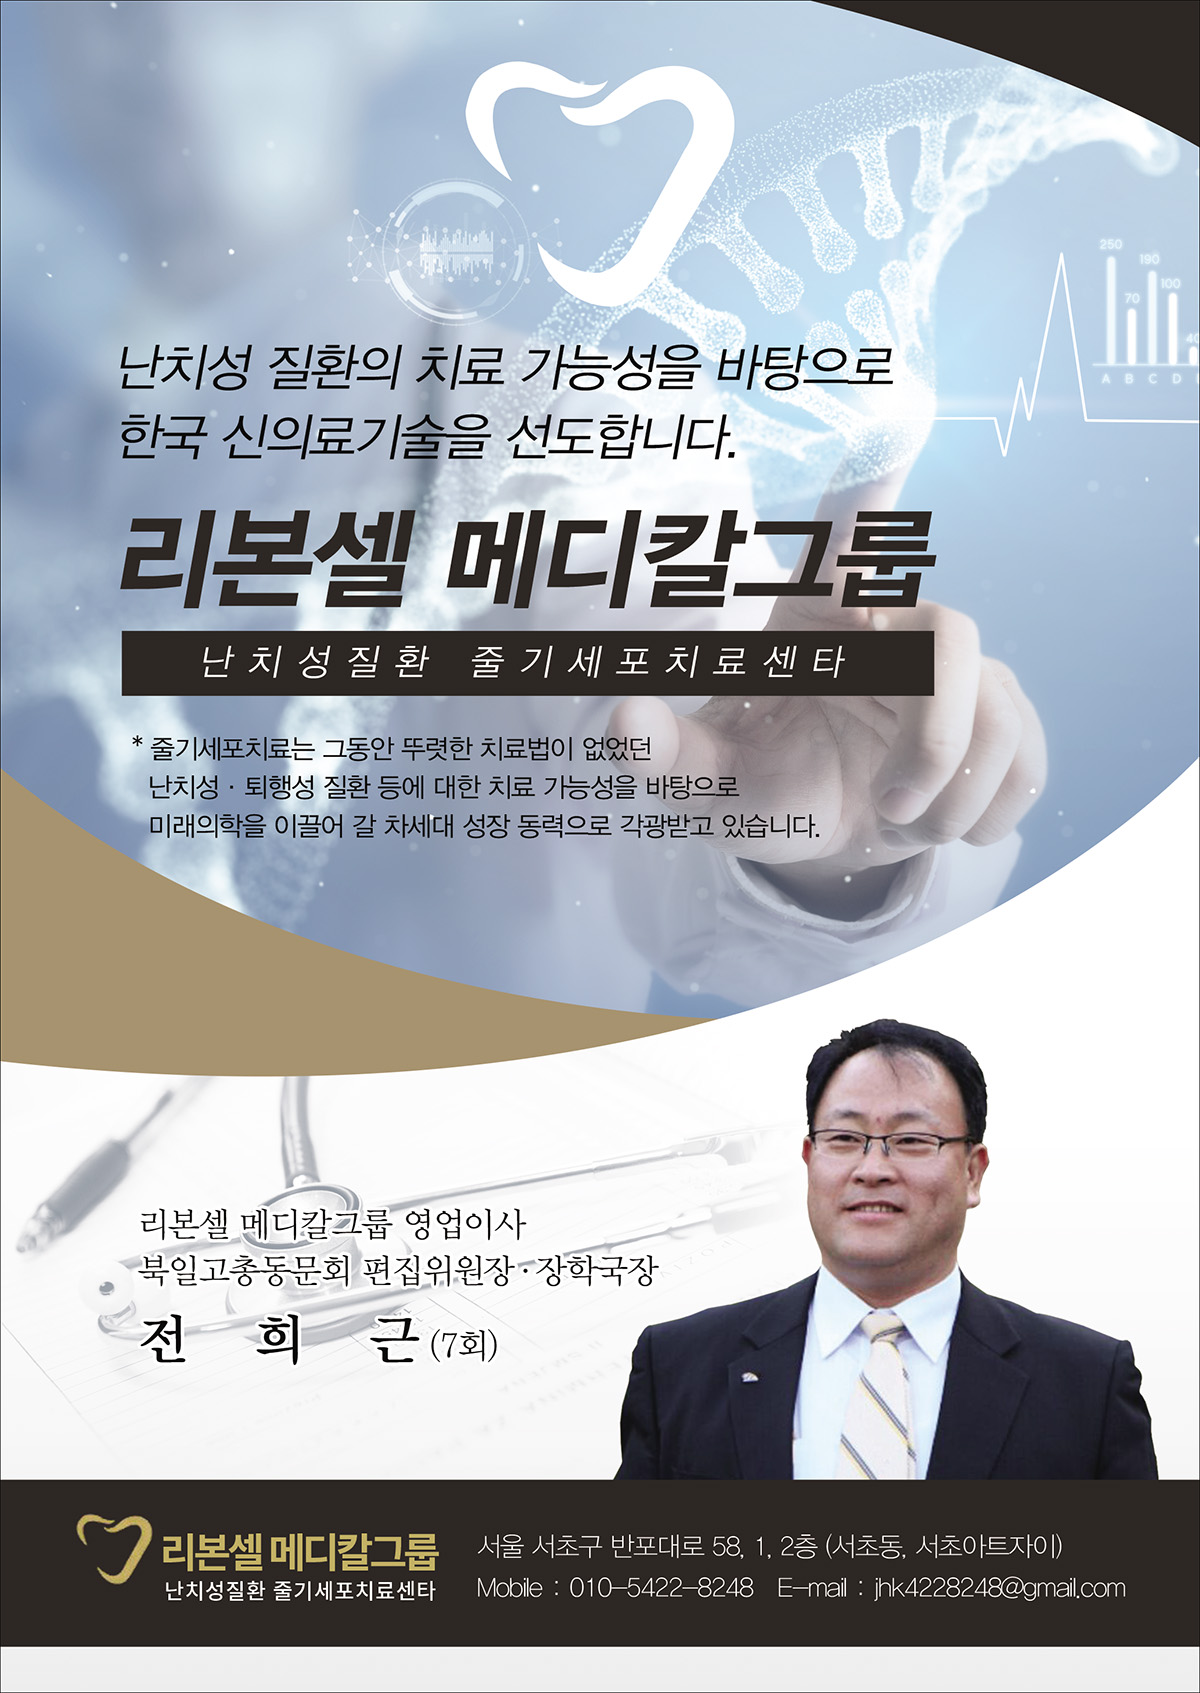 250
190
70
100
40
A B C D
난치성 질환의 치료 가능성을 바탕으로
한국 신의료기술을 선도합니다.
리본셀 메디칼그룹
난치성질환 줄기세포치료센타
* 줄기세포치료는 그동안 뚜렷한 치료법이 없었던
난치성 · 퇴행성 질환 등에 대한 치료 가능성을 바탕으로
미래의학을 이끌어 갈 차세대 성장 동력으로 각광받고 있습니다.
리본셀 메디칼그룹 영업이사
북일고총동문회 편집위원장·장학국장
전 희 근 (7회)
리본셀 메디칼그룹
난치성질환 줄기세포치료센타
서울 서초구 반포대로 58, 1, 2층 (서초동, 서초아트자이)
Mobile : 010-5422-8248 E-mail : jhk4228248@gmail.com